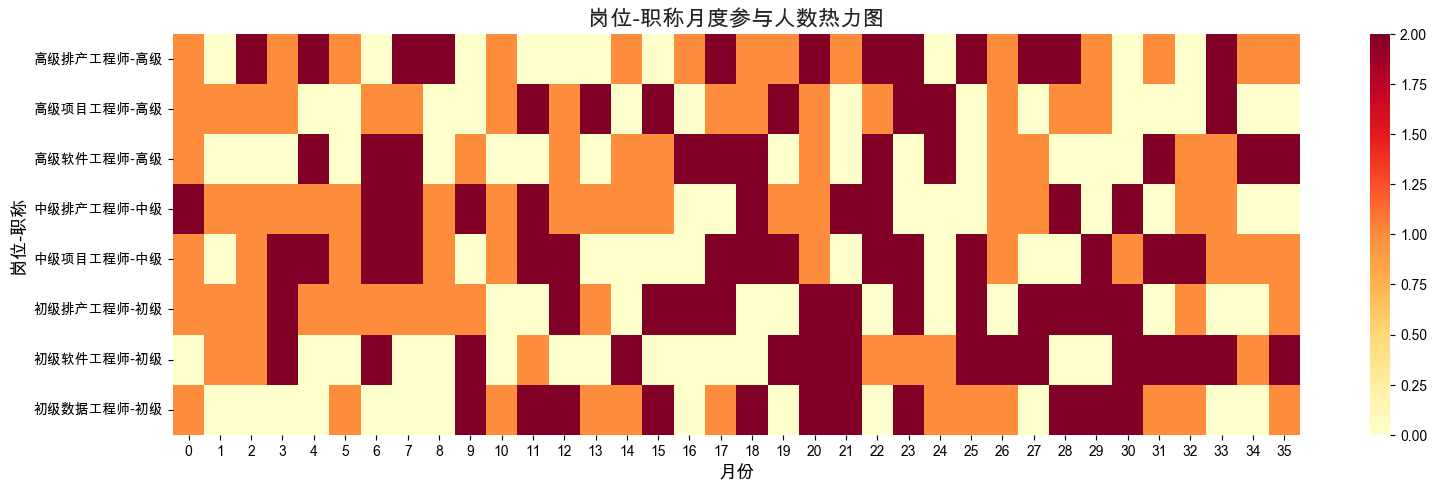 岗位-职称月度参与人数热力图
岗位-职称
高级排产工程师-高级
高级项目工程师-高级
高级软件工程师-高级
中级排产工程师-中级
中级项目工程师-中级
初级排产工程师-初级
初级软件工程师-初级
初级数据工程师-初级
0 1 2 3 4 5 6 7 8 9 10 11 12 13 14 15 16 17 18 19 20 21 22 23 24 25 26 27 28 29 30 31 32 33 34 35
月份
2.00
1.75
1.50
1.25
1.00
0.75
0.50
0.25
0.00